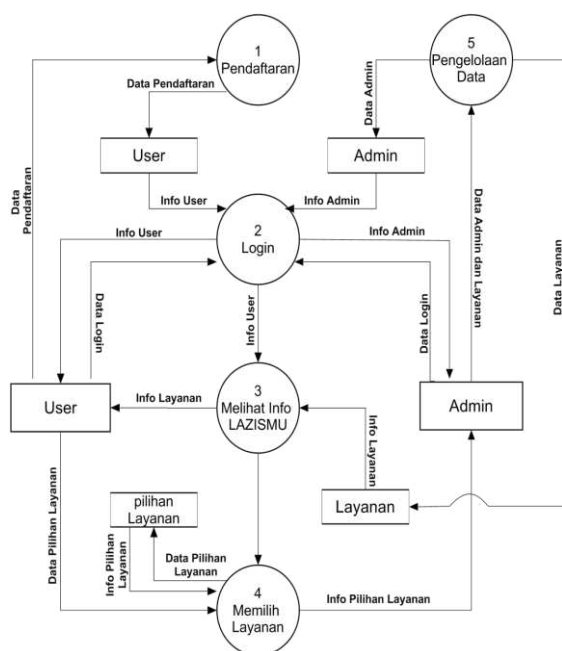 1
Pendaftaran
5
Pengelolaan
Data
Data Pendaftaran
Data Admin
User
Admin
Data
Pendaftaran
Info User
Info Admin
2
Login
Info User
Info Admin
Data Login
Info User
Data Login
Data Admin dan Layanan
Data Layanan
3
Melihat Info
LAZISMU
User
Info Layanan
Admin
Info Layanan
Layanan
pilihan
Layanan
Data Pilihan Layanan
Info Pilihan
Layanan
Data Pilihan
Layanan
4
Memilih
Layanan
Info Pilihan Layanan